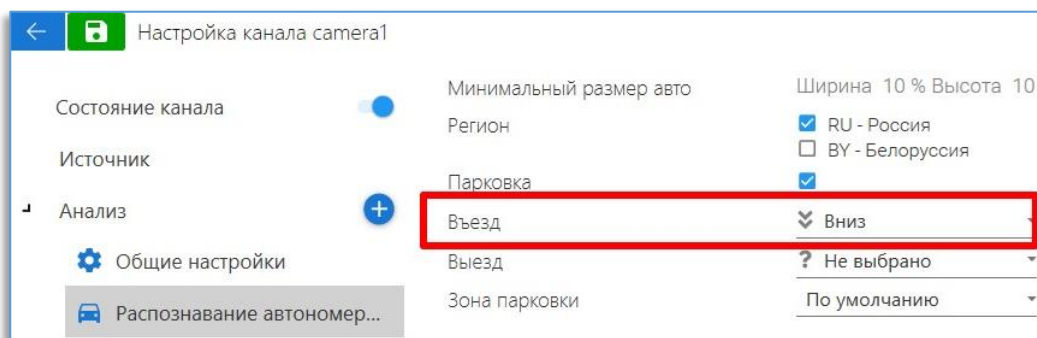 Настройка канала camera1
Состояние канала
Источник
Анализ
Общие настройки
Распознавание автономер...
Минимальный размер авто Ширина 10 % Высота 10
Регион RU - Россия
BY - Белоруссия
Парковка
Въезд Вниз
Выезд ? Не выбрано
Зона парковки По умолчанию